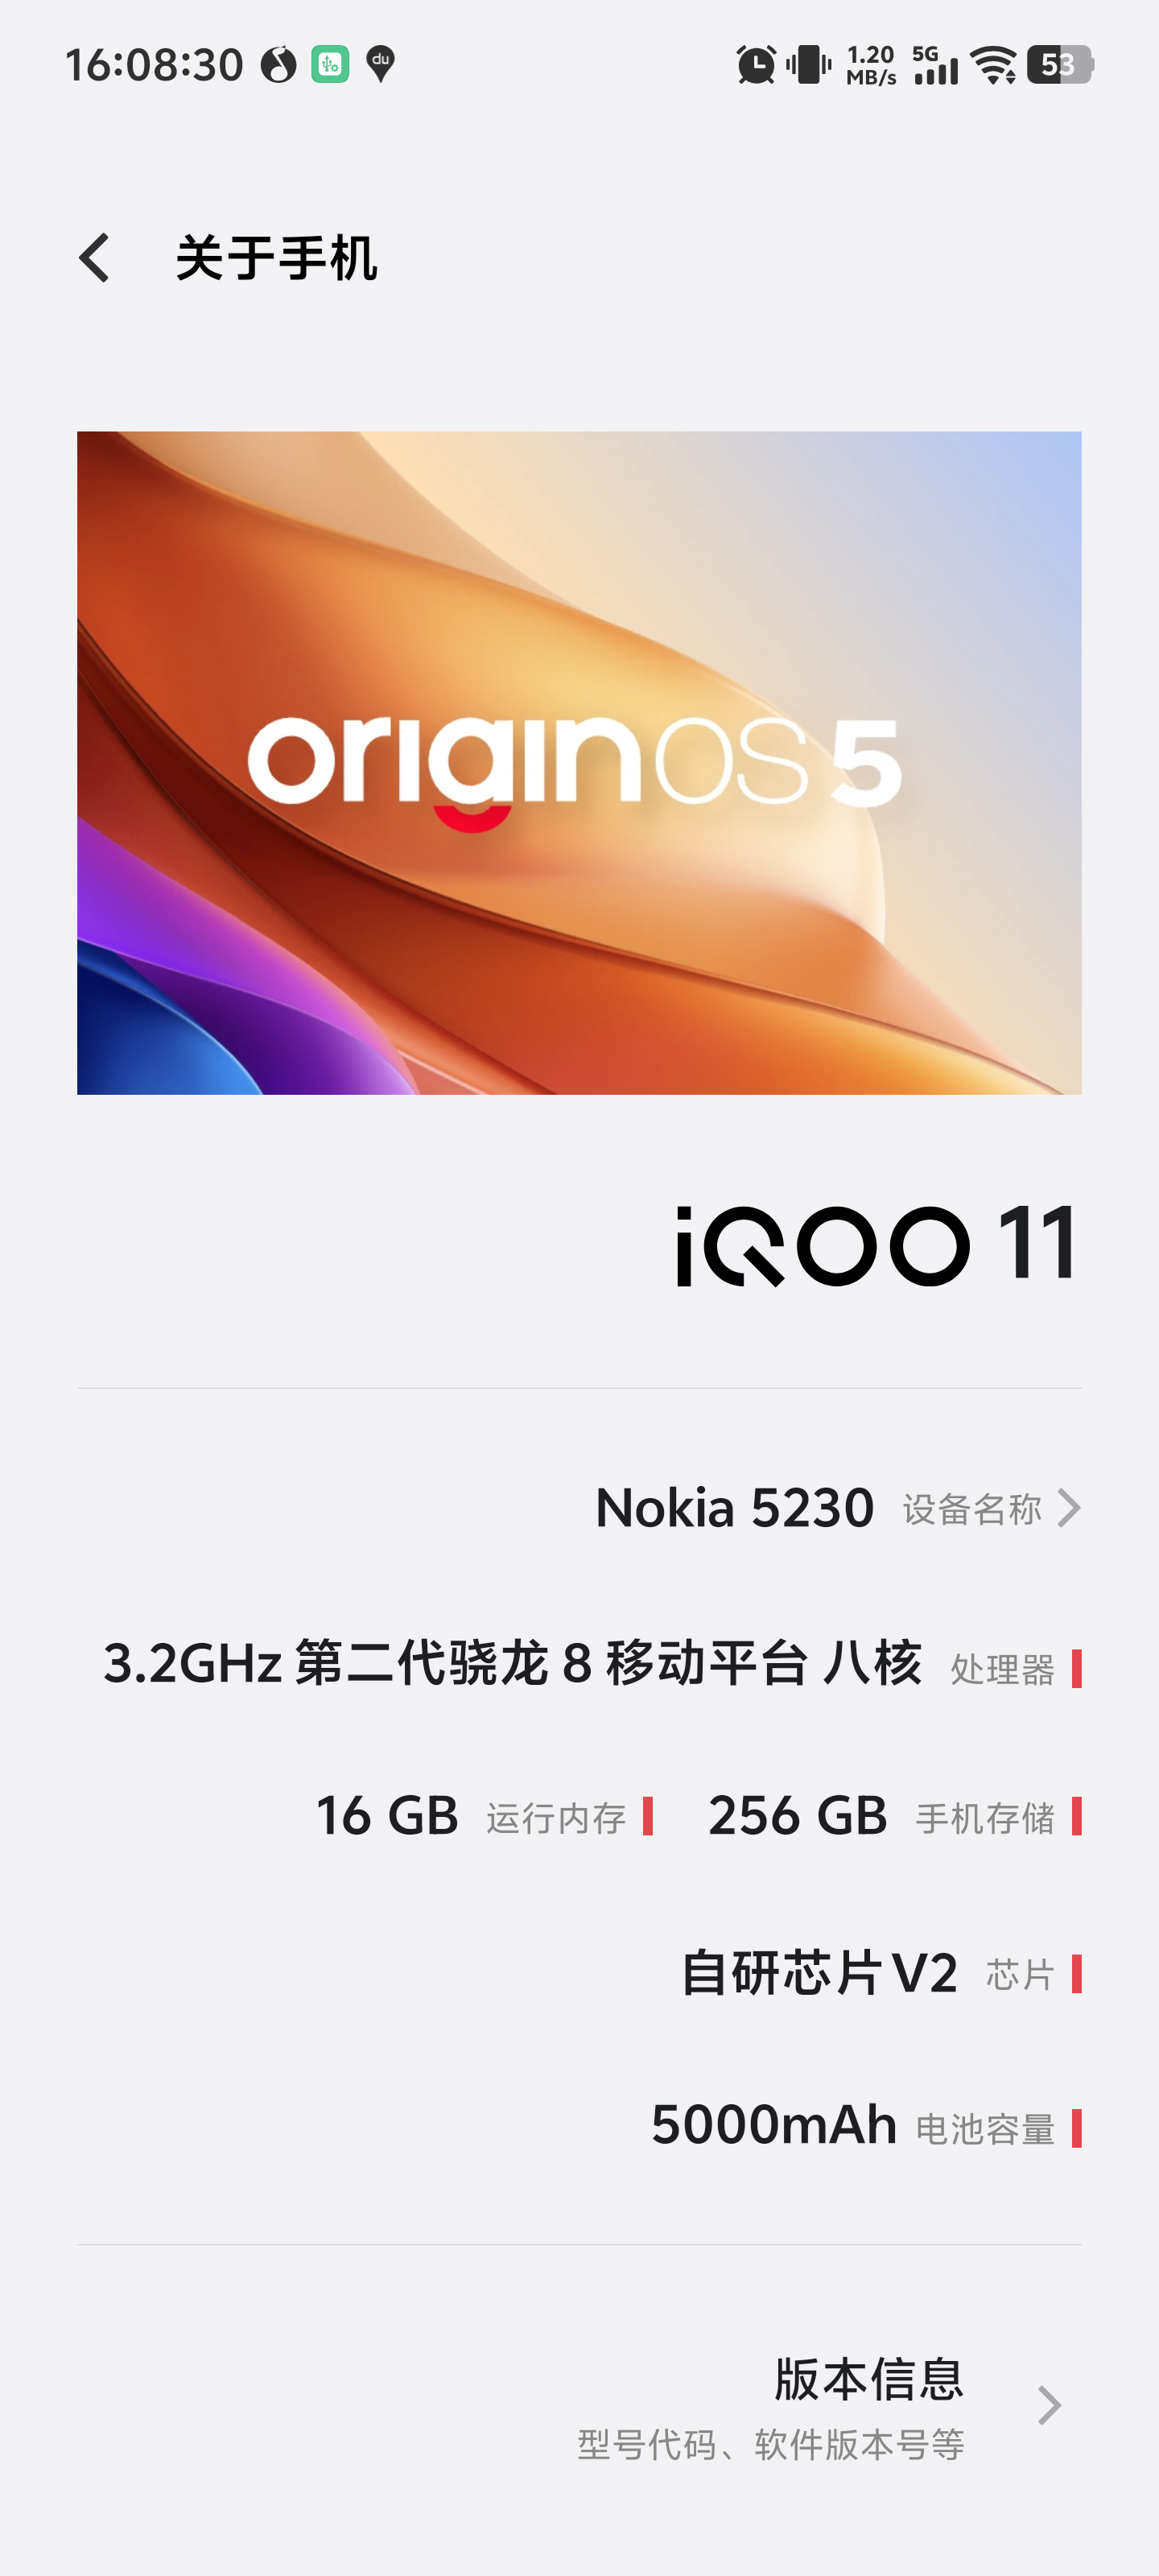 16:08:30 du 1.20 MB/s 5G 53
关于手机
originOS 5
iQOO 11
Nokia 5230 设备名称
3.2GHz 第二代骁龙 8 移动平台 八核 处理器
16 GB 运行内存 256 GB 手机存储
自研芯片V2 芯片
5000mAh 电池容量
版本信息
型号代码、软件版本号等